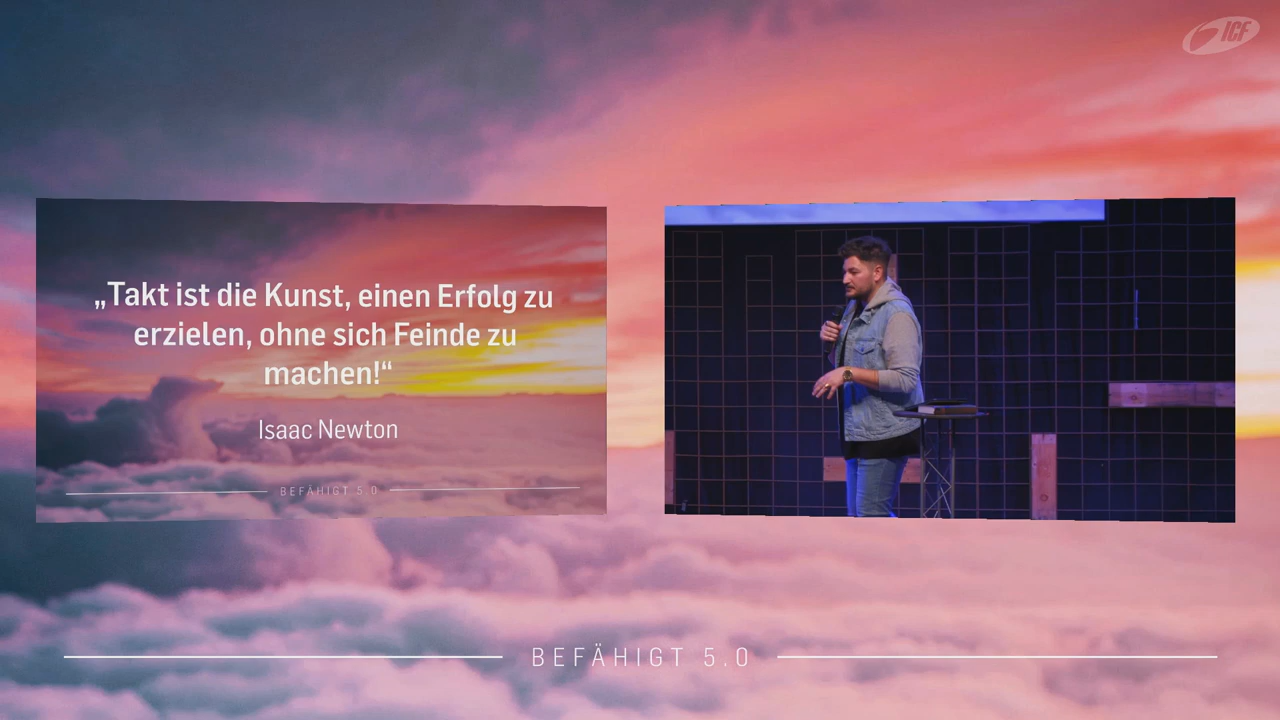 ICF
„Takt ist die Kunst, einen Erfolg zu
erzielen, ohne sich Feinde zu
machen!“
Isaac Newton
BEFÄHIGT 5.0
BEFÄHIGT 5.0